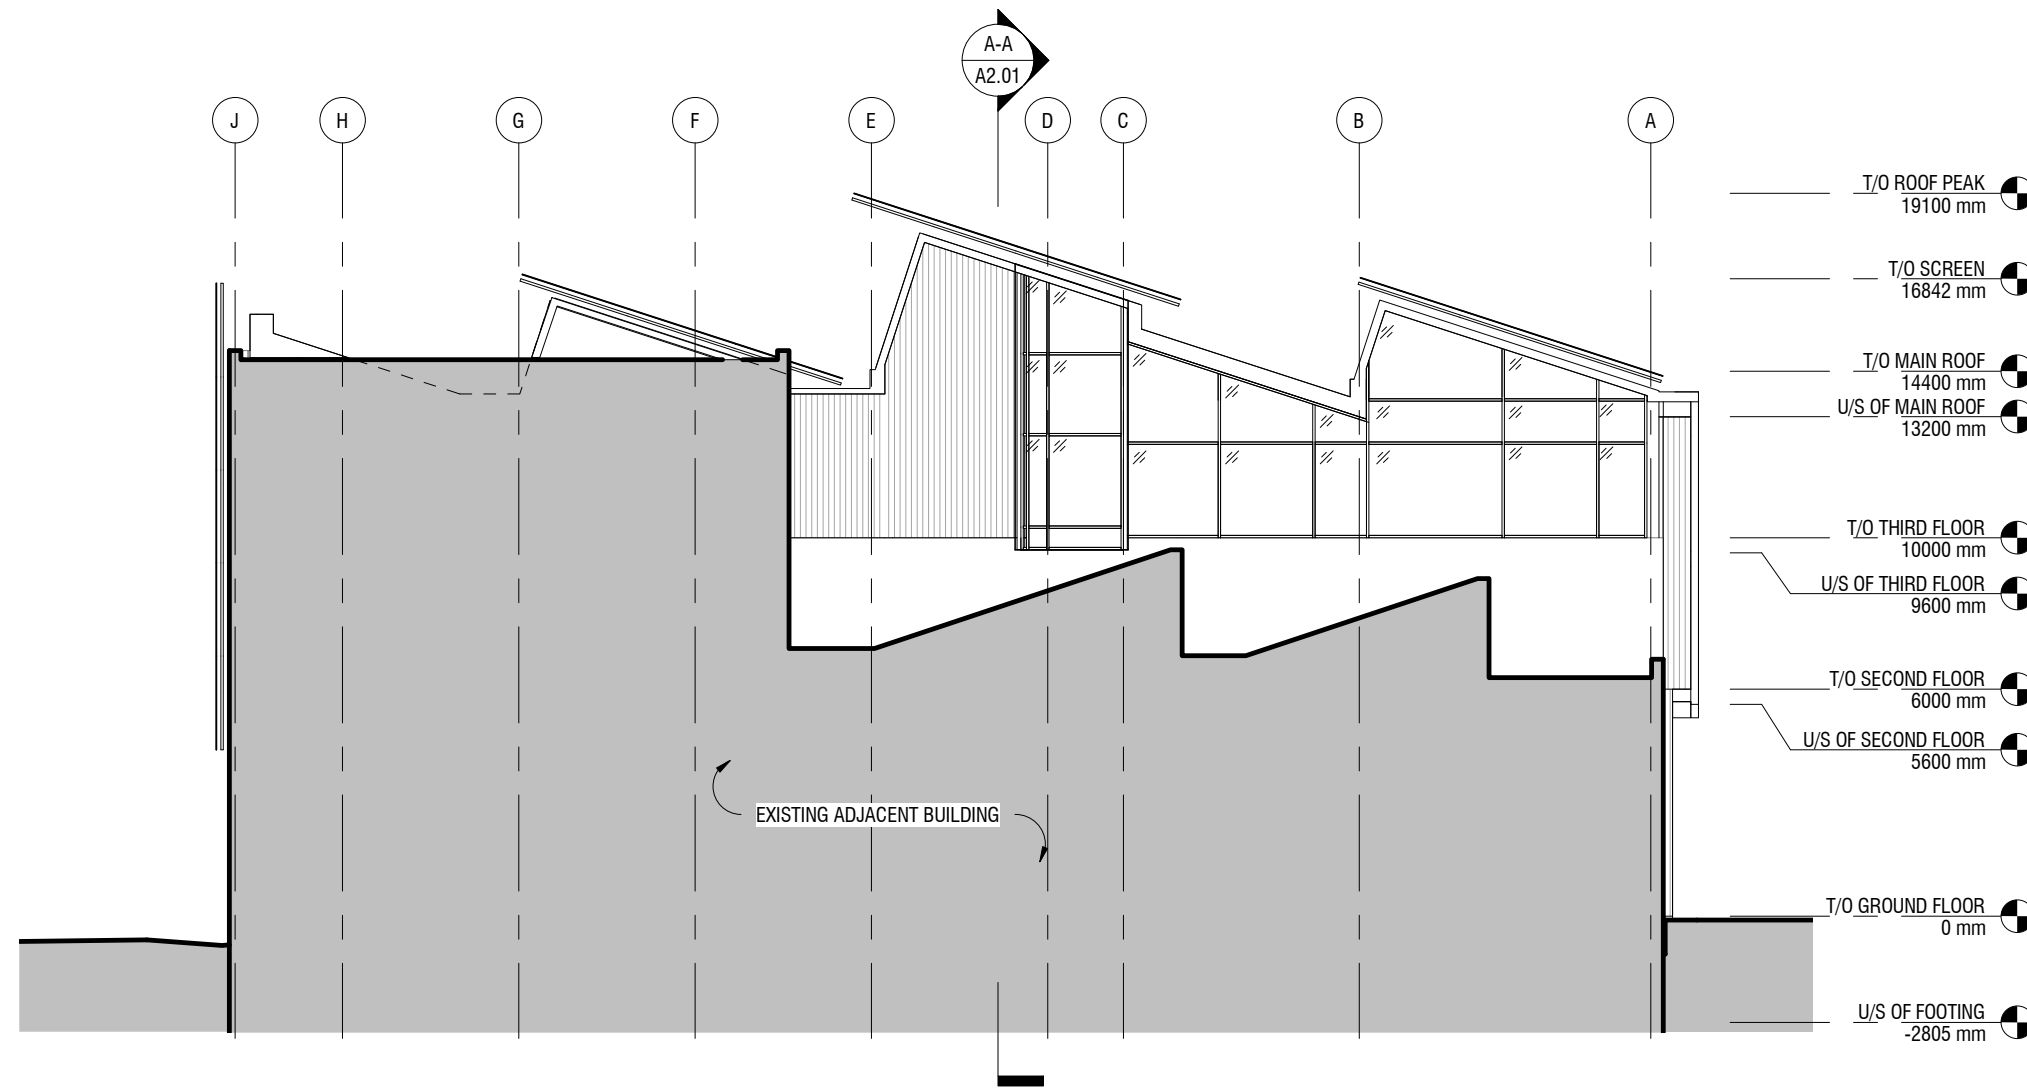 A-A
A2.01
J
H
G
F
E
D
C
B
A
T/O ROOF PEAK
19100 mm
T/O SCREEN
16842 mm
T/O MAIN ROOF
14400 mm
U/S OF MAIN ROOF
13200 mm
T/O THIRD FLOOR
10000 mm
U/S OF THIRD FLOOR
9600 mm
T/O SECOND FLOOR
6000 mm
U/S OF SECOND FLOOR
5600 mm
EXISTING ADJACENT BUILDING
T/O GROUND FLOOR
0 mm
U/S OF FOOTING
-2805 mm